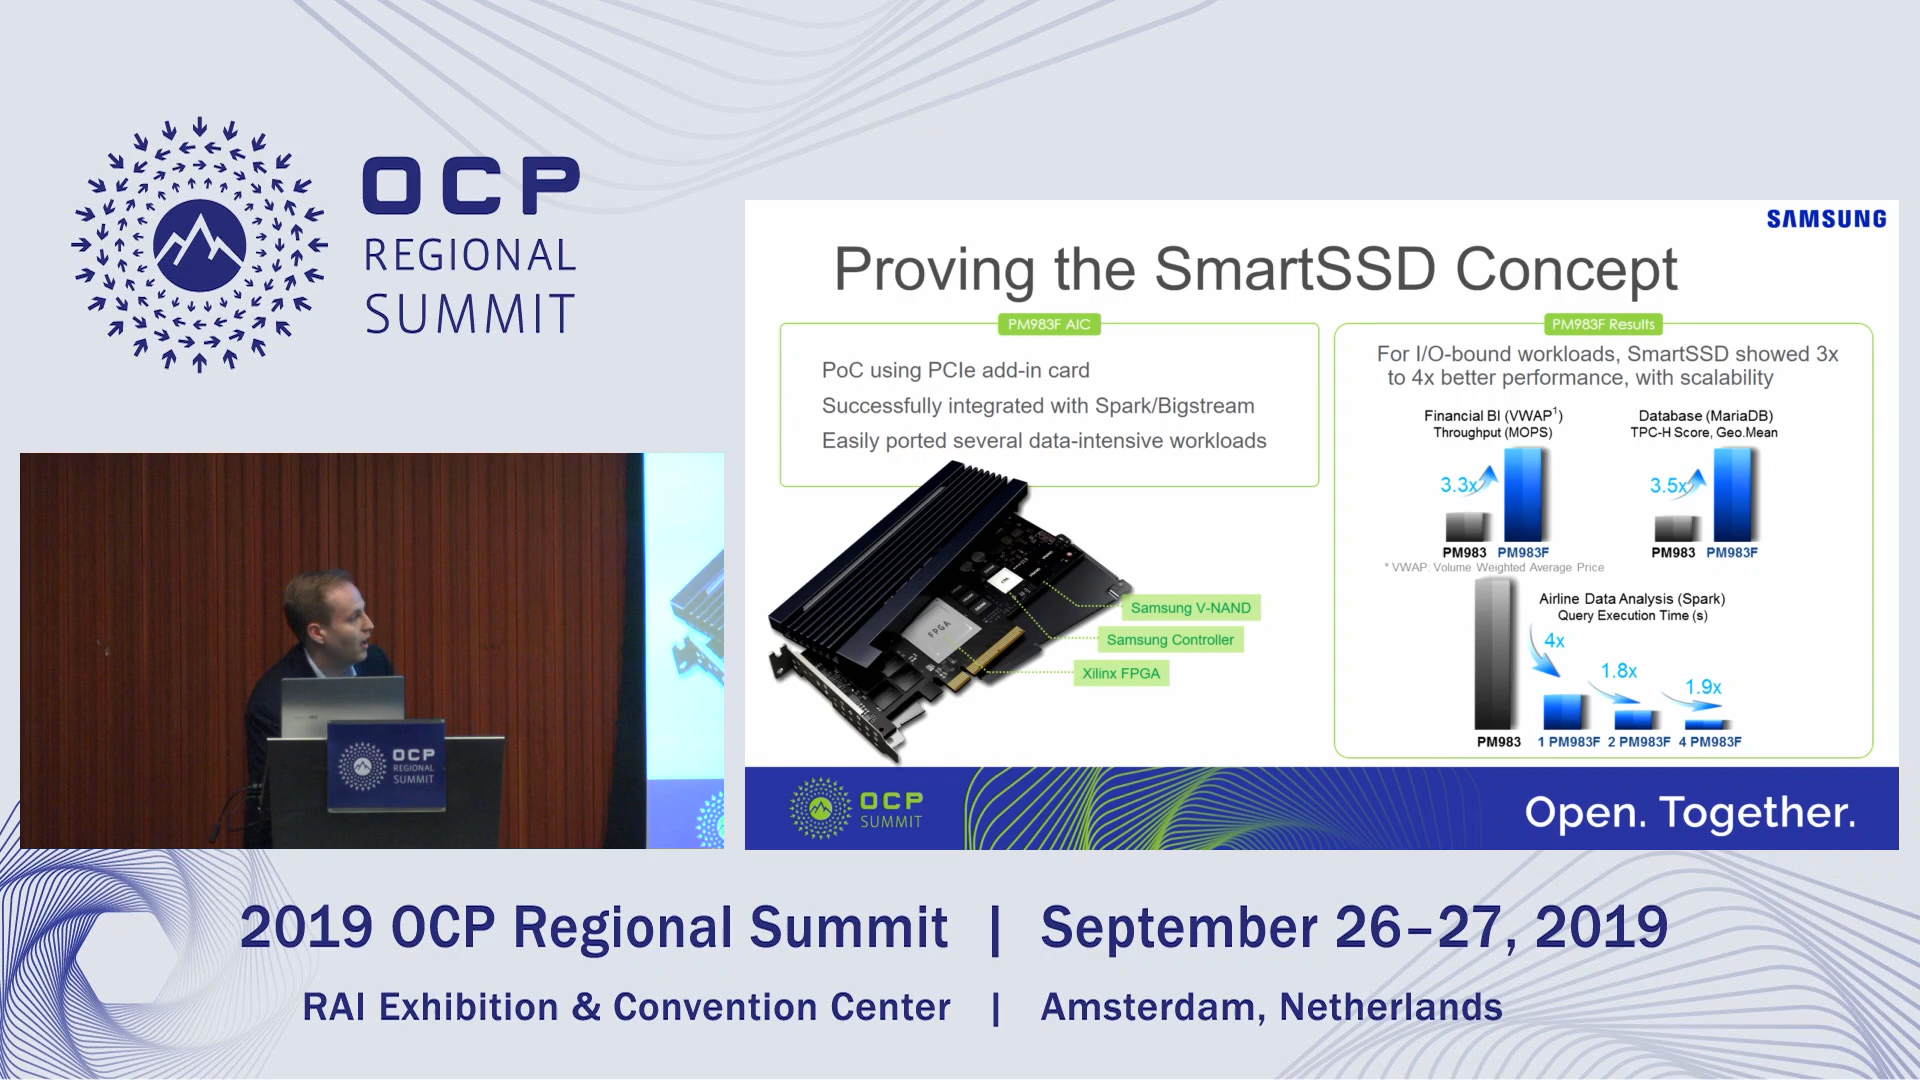 OCP
REGIONAL
SUMMIT
SAMSUNG
Proving the SmartSSD Concept
PM983F AIC
PoC using PCIe add-in card
Successfully integrated with Spark/Bigstream
Easily ported several data-intensive workloads
FPGA
Samsung V-NAND
Samsung Controller
Xilinx FPGA
PM983F Results
For I/O-bound workloads, SmartSSD showed 3x
to 4x better performance, with scalability
Financial BI (VWAP¹)
Throughput (MOPS)
3.3x
PM983 PM983F
Database (MariaDB)
TPC-H Score, Geo.Mean
3.5x
PM983 PM983F
* VWAP: Volume Weighted Average Price
Airline Data Analysis (Spark)
Query Execution Time (s)
4x
1.8x
1.9x
PM983 1 PM983F 2 PM983F 4 PM983F
OCP
SUMMIT
Open. Together.
OCP
REGIONAL
SUMMIT
2019 OCP Regional Summit | September 26–27, 2019
RAI Exhibition & Convention Center | Amsterdam, Netherlands